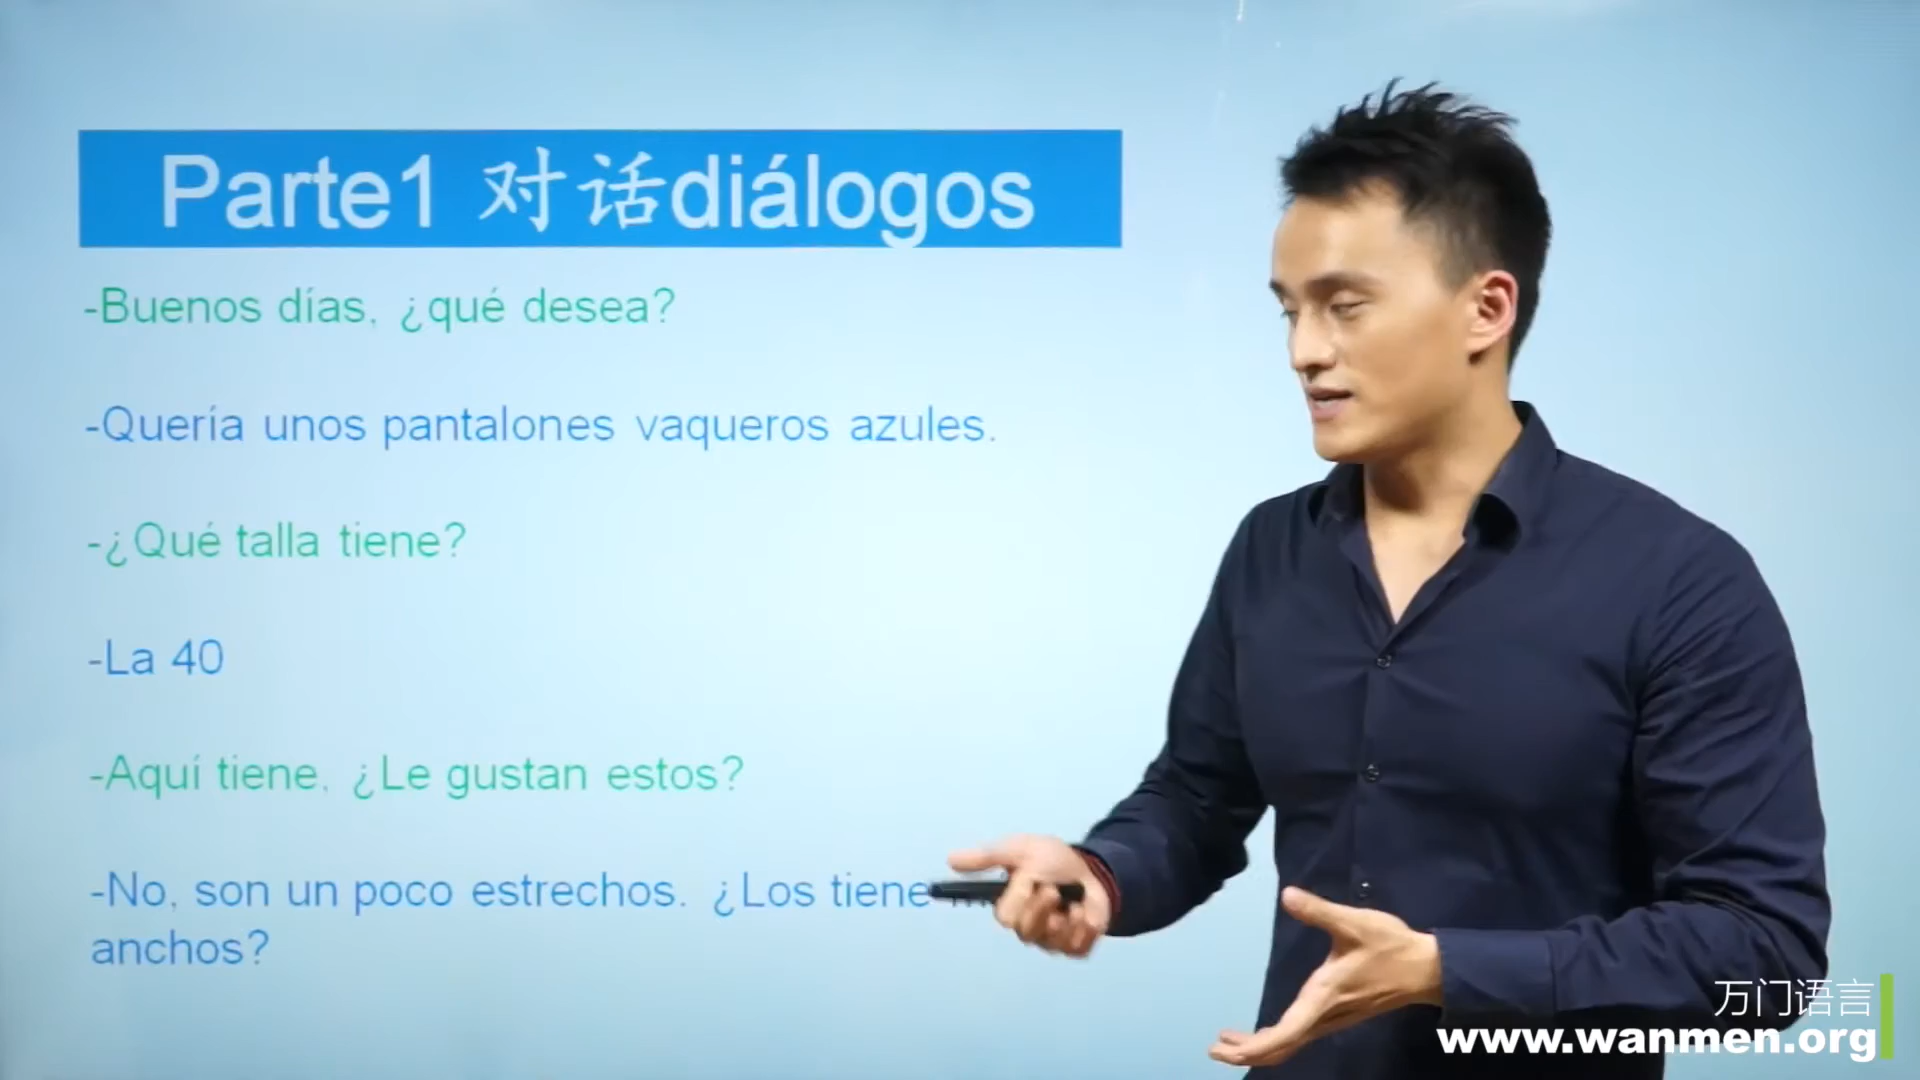 Parte1 对话diálogos
-Buenos días, ¿qué desea?
-Quería unos pantalones vaqueros azules.
-¿Qué talla tiene?
-La 40
-Aquí tiene, ¿Le gustan estos?
-No, son un poco estrechos. ¿Los tiene
anchos?
万门语言
www.wanmen.org